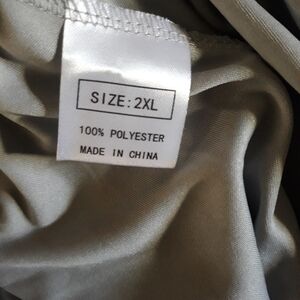 SIZE:2XL
100% POLYESTER
MADE IN CHINA